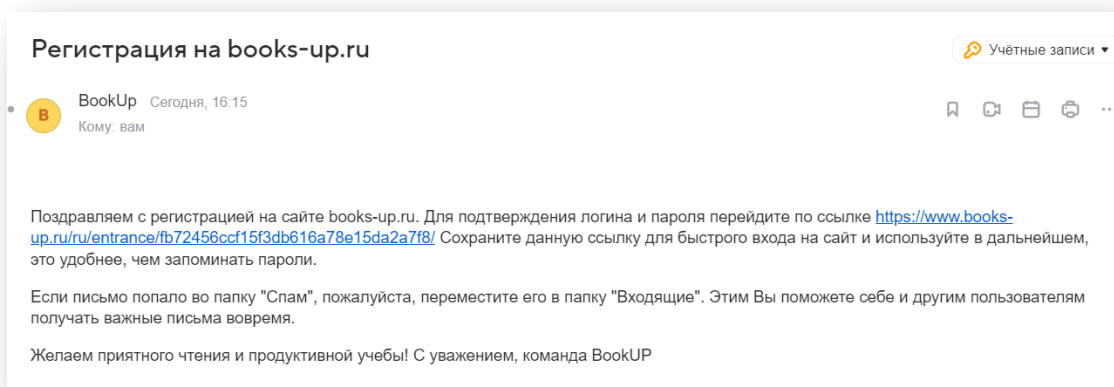 Регистрация на books-up.ru
Учётные записи
B
BookUp Сегодня, 16:15
Кому: вам
Поздравляем с регистрацией на сайте books-up.ru. Для подтверждения логина и пароля перейдите по ссылке https://www.books-
up.ru/ru/entrance/fb72456ccf15f3db616a78e15da2a7f8/ Сохраните данную ссылку для быстрого входа на сайт и используйте в дальнейшем,
это удобнее, чем запоминать пароли.
Если письмо попало во папку "Спам", пожалуйста, переместите его в папку "Входящие". Этим Вы поможете себе и другим пользователям
получать важные письма вовремя.
Желаем приятного чтения и продуктивной учебы! С уважением, команда BookUP